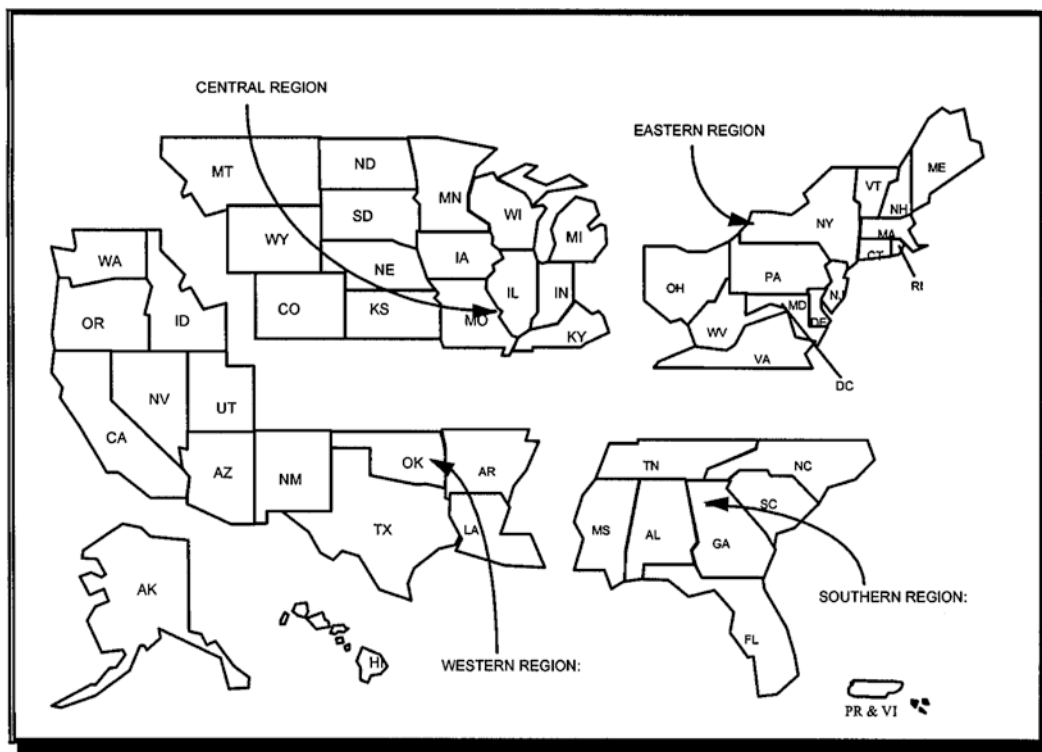 CENTRAL REGION
EASTERN REGION
MT
ND
MN
SD
WI
MI
WY
IA
NE
IL
IN
CO
KS
MO
KY
ME
VT
NH
NY
MA
CT
RI
PA
OH
NJ
MD
DE
WV
VA
DC
WA
OR
ID
NV
UT
CA
AZ
NM
OK
AR
TX
LA
TN
NC
SC
MS
AL
GA
FL
SOUTHERN REGION:
AK
HI
WESTERN REGION:
PR & VI